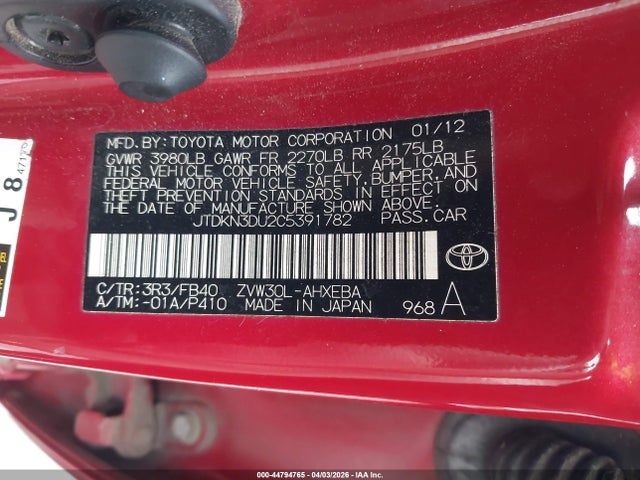 MFD. BY: TOYOTA MOTOR CORPORATION 01/12
GVWR 3980LB GAWR FR 2270LB RR 2175LB
THIS VEHICLE CONFORMS TO ALL APPLICABLE
FEDERAL MOTOR VEHICLE SAFETY, BUMPER, AND
THEFT PREVENTION STANDARDS IN EFFECT ON
THE DATE OF MANUFACTURE SHOWN ABOVE.
JTDKN3DU2C5391782 PASS. CAR
C/TR: 3R3/FB40 ZVW30L-AHXEBA
A/TM: -01A/P410 MADE IN JAPAN 968 A
J 8
000-44794765 - 04/03/2026 - IAA Inc.